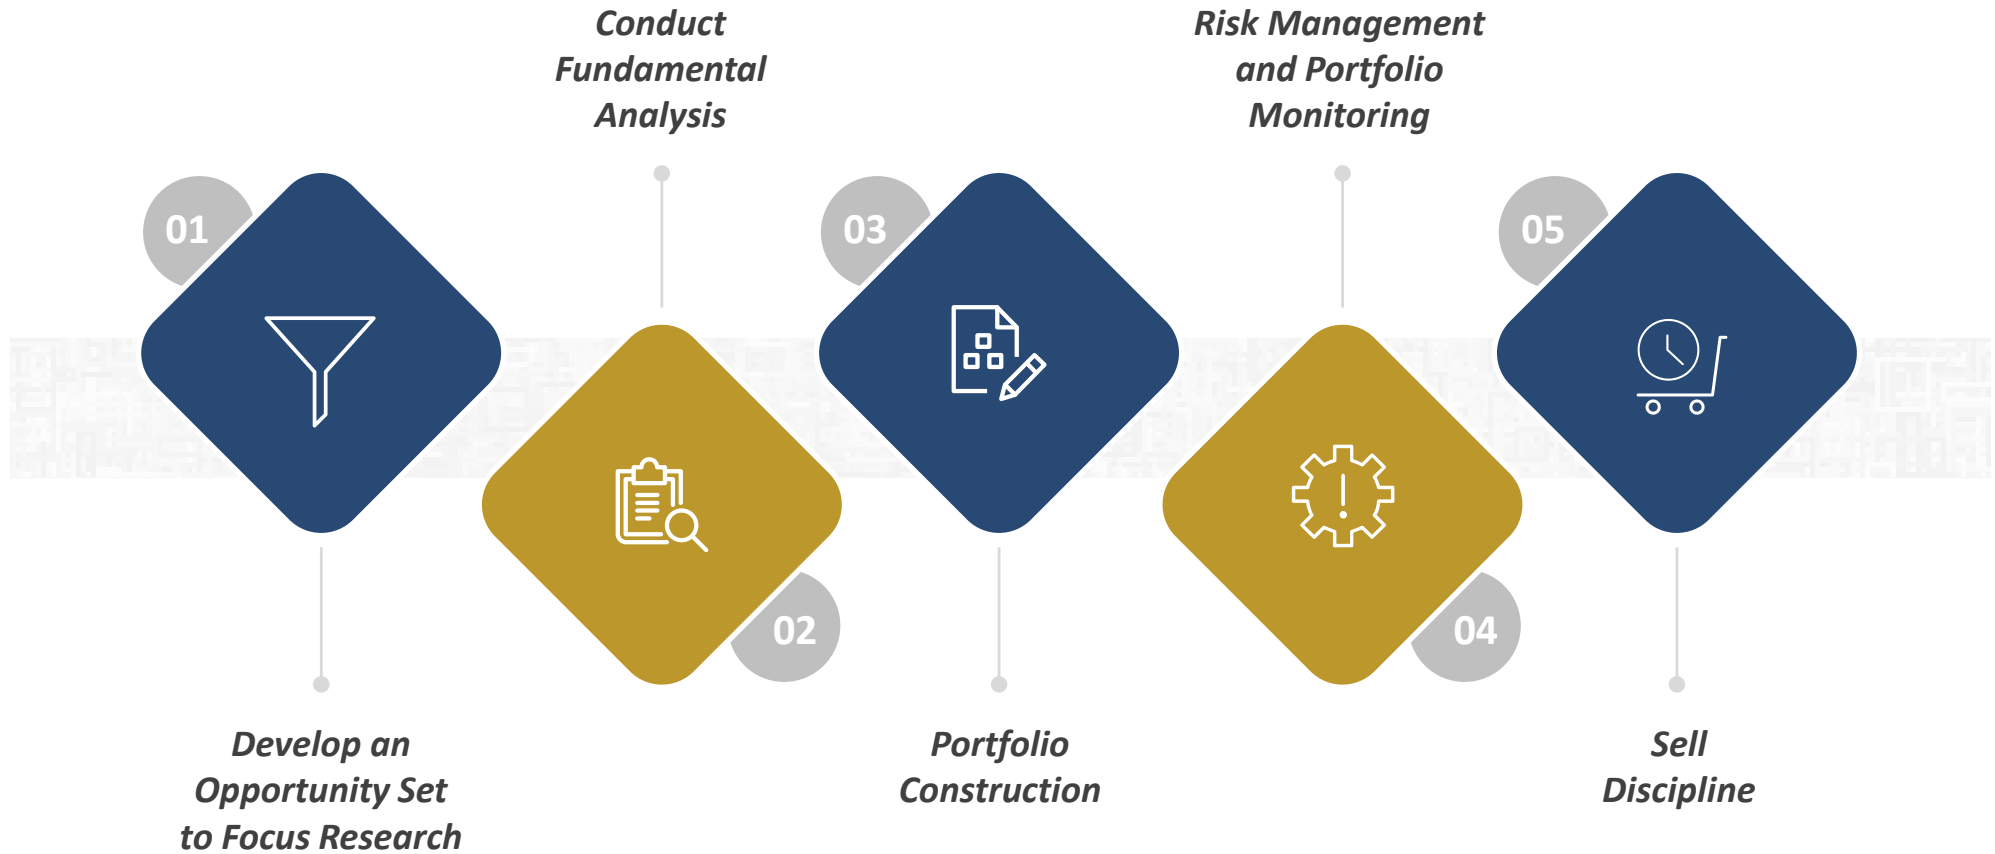 01
Develop an
Opportunity Set
to Focus Research
Conduct
Fundamental
Analysis
02
03
Portfolio
Construction
Risk Management
and Portfolio
Monitoring
04
05
Sell
Discipline